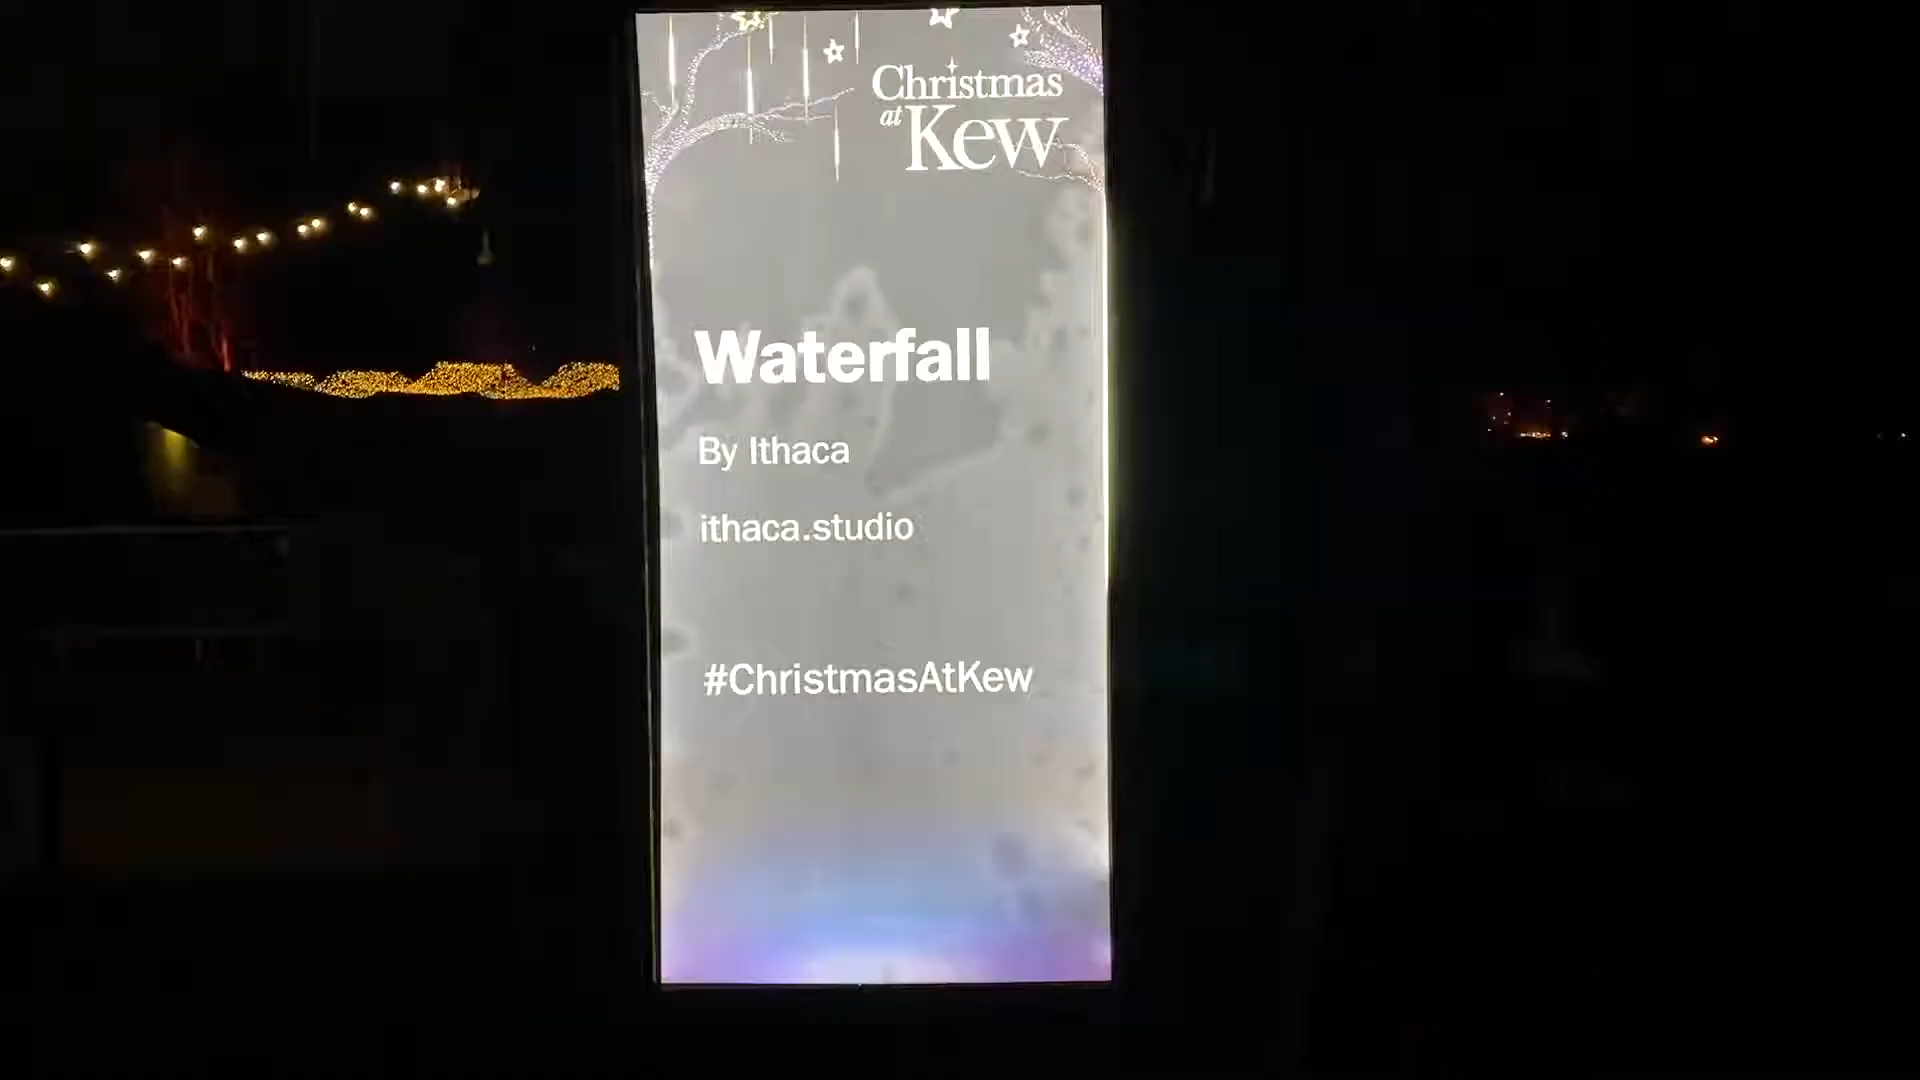 Christmas
at Kew
Waterfall
By Ithaca
ithaca.studio
#ChristmasAtKew